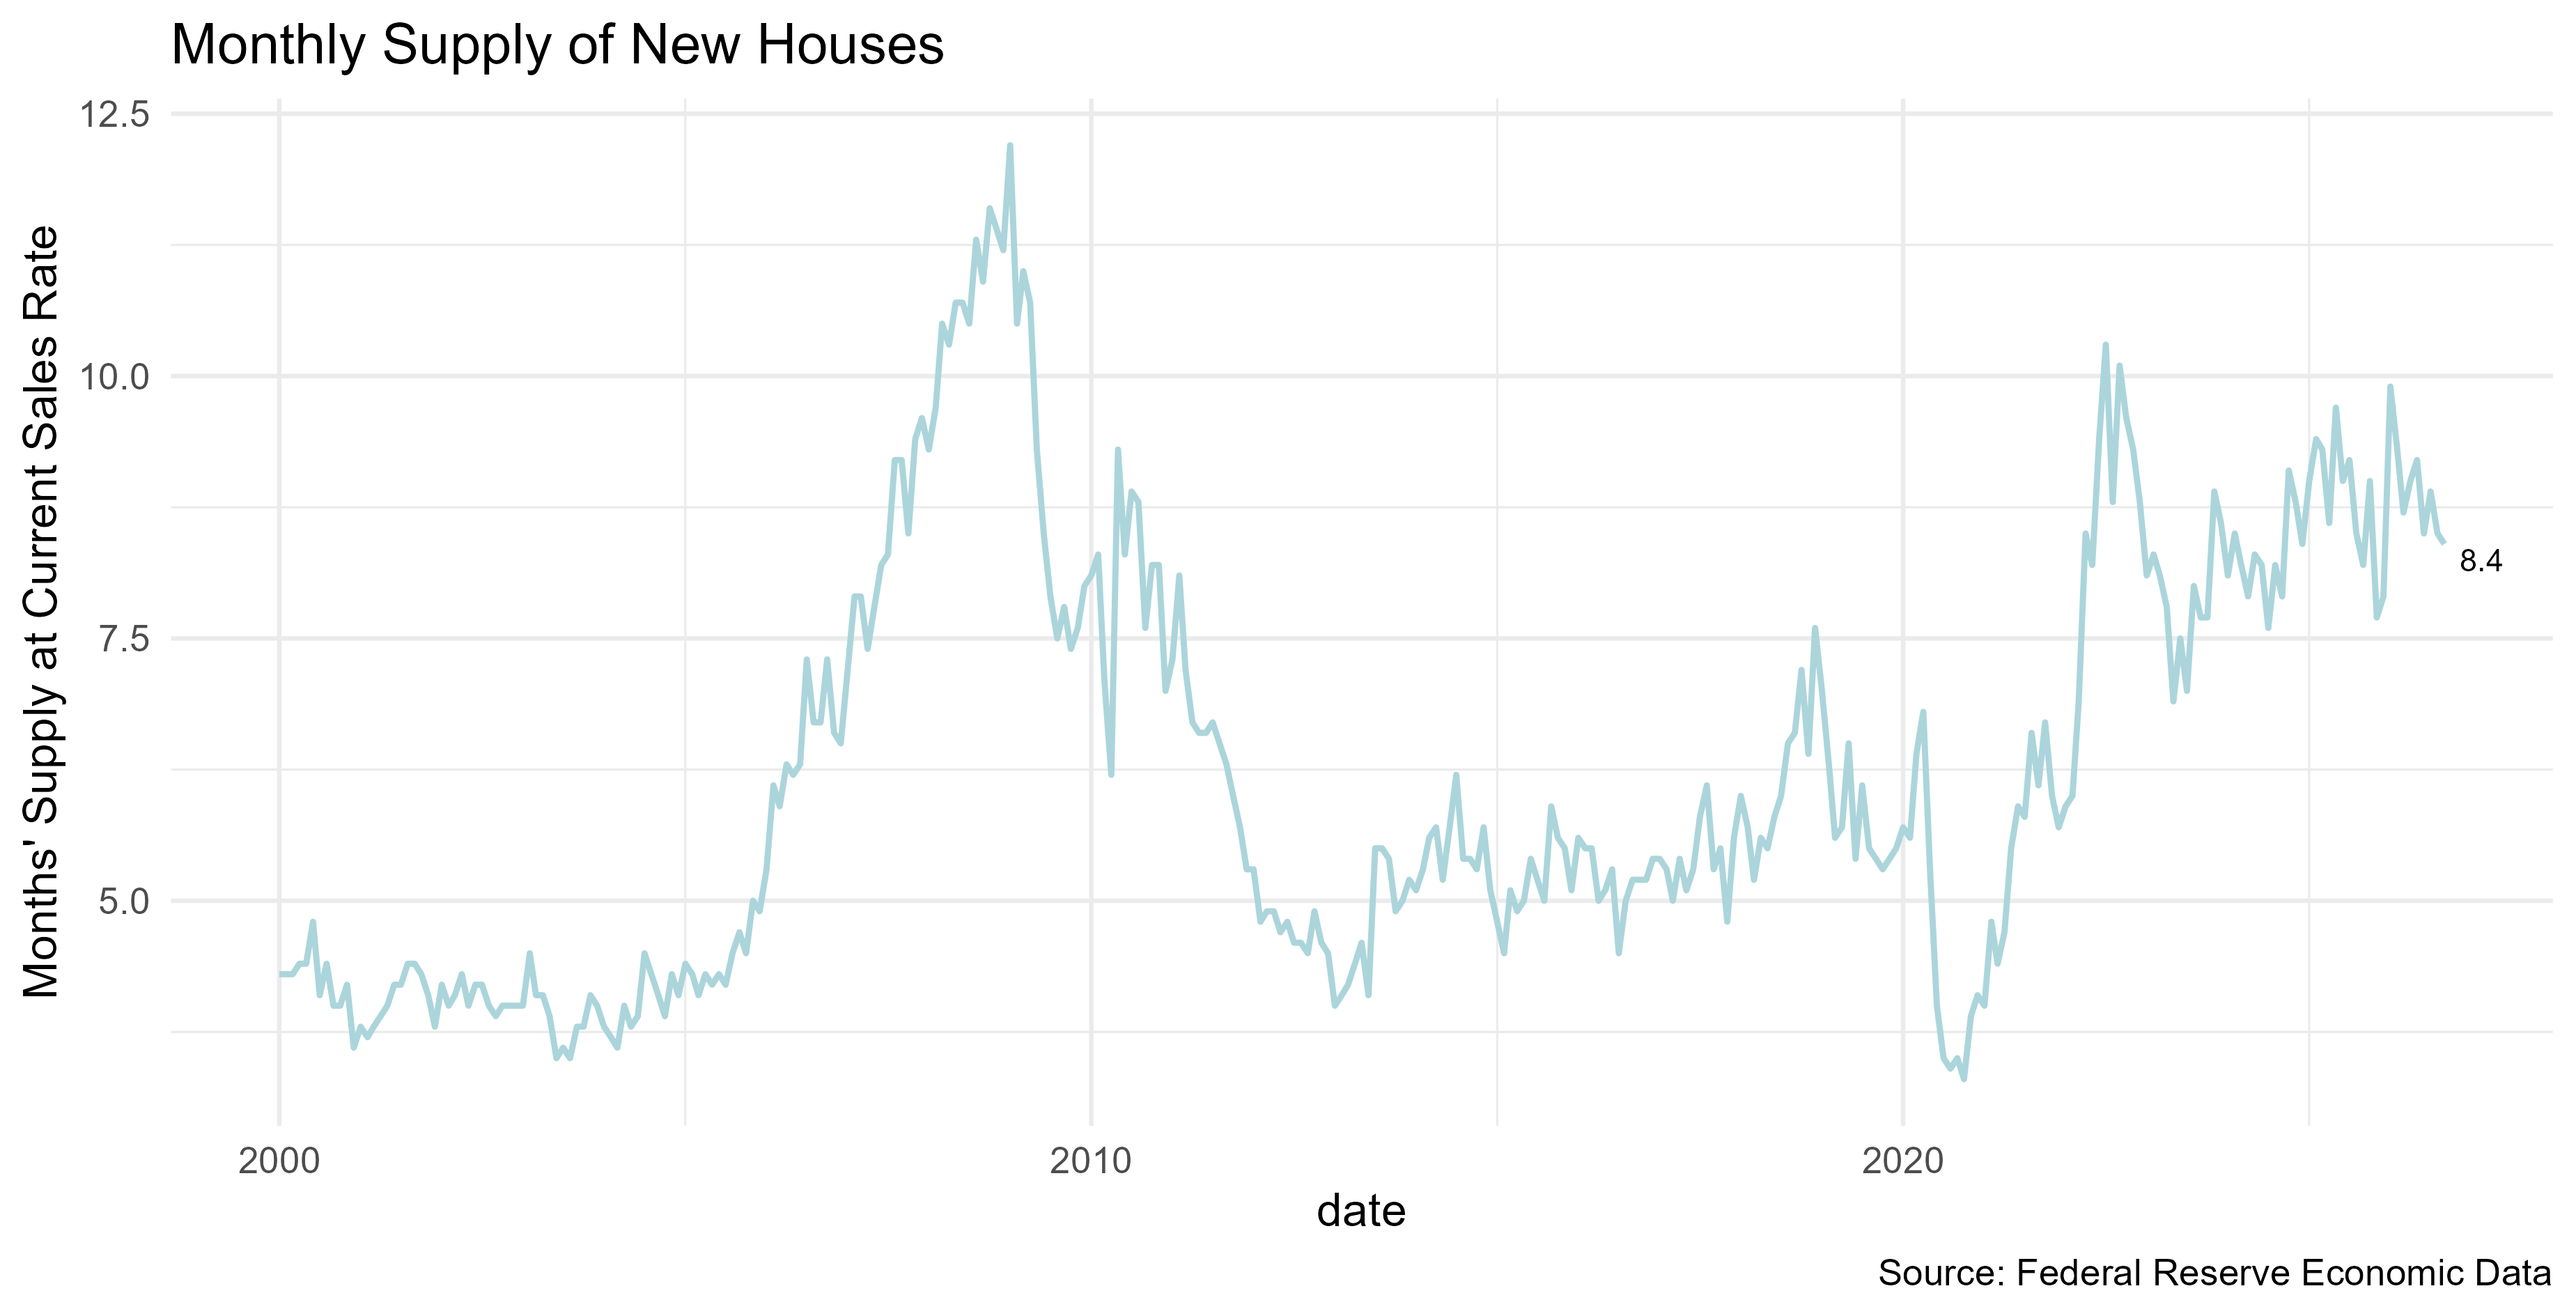 Monthly Supply of New Houses
Months' Supply at Current Sales Rate
12.5
10.0
7.5
5.0
8.4
2000
2010
2020
date
Source: Federal Reserve Economic Data